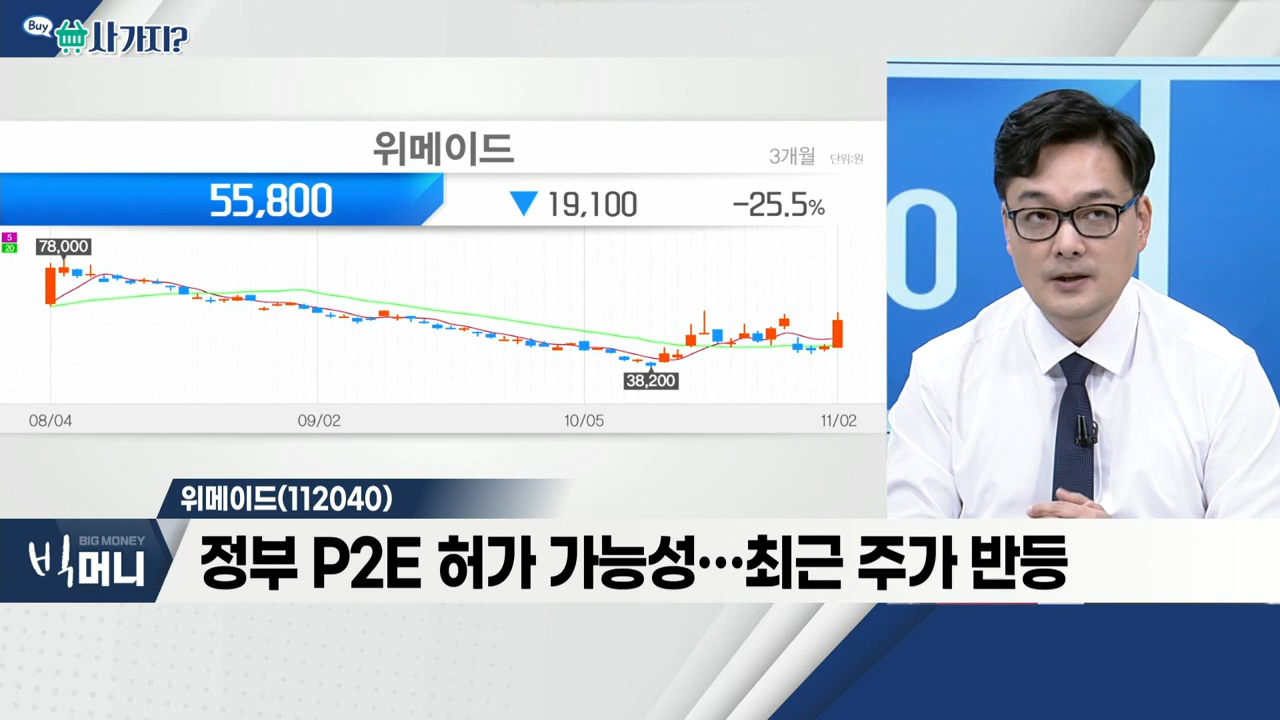 Buy
사가지?
위메이드
3개월 단위:원
55,800 ▼ 19,100 -25.5%
5
20
78,000
38,200
08/04 09/02 10/05 11/02
0
위메이드(112040)
BIG MONEY
빅머니
정부 P2E 허가 가능성…최근 주가 반등